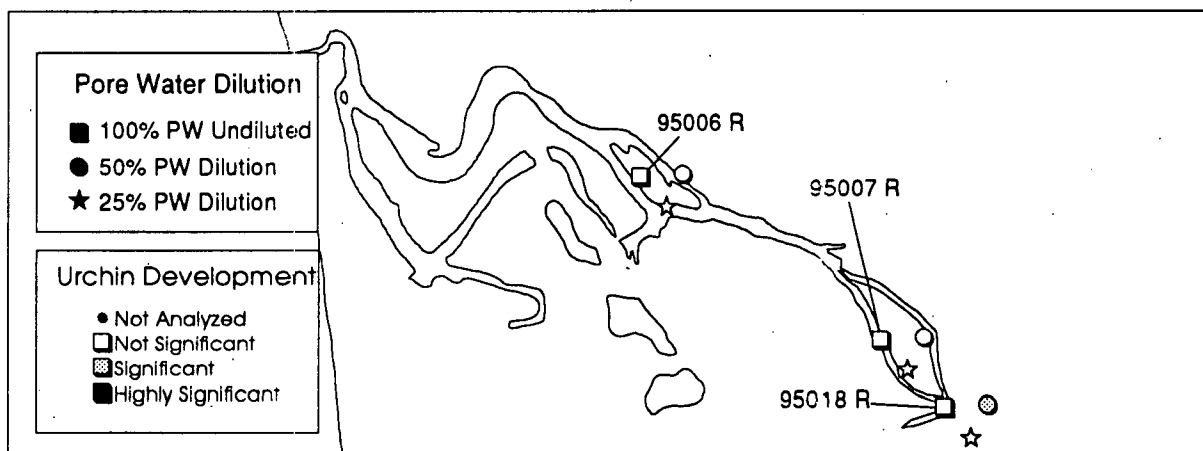 Pore Water Dilution
100% PW Undiluted
50% PW Dilution
25% PW Dilution
Urchin Development
Not Analyzed
Not Significant
Significant
Highly Significant
95006 R
95007 R
95018 R